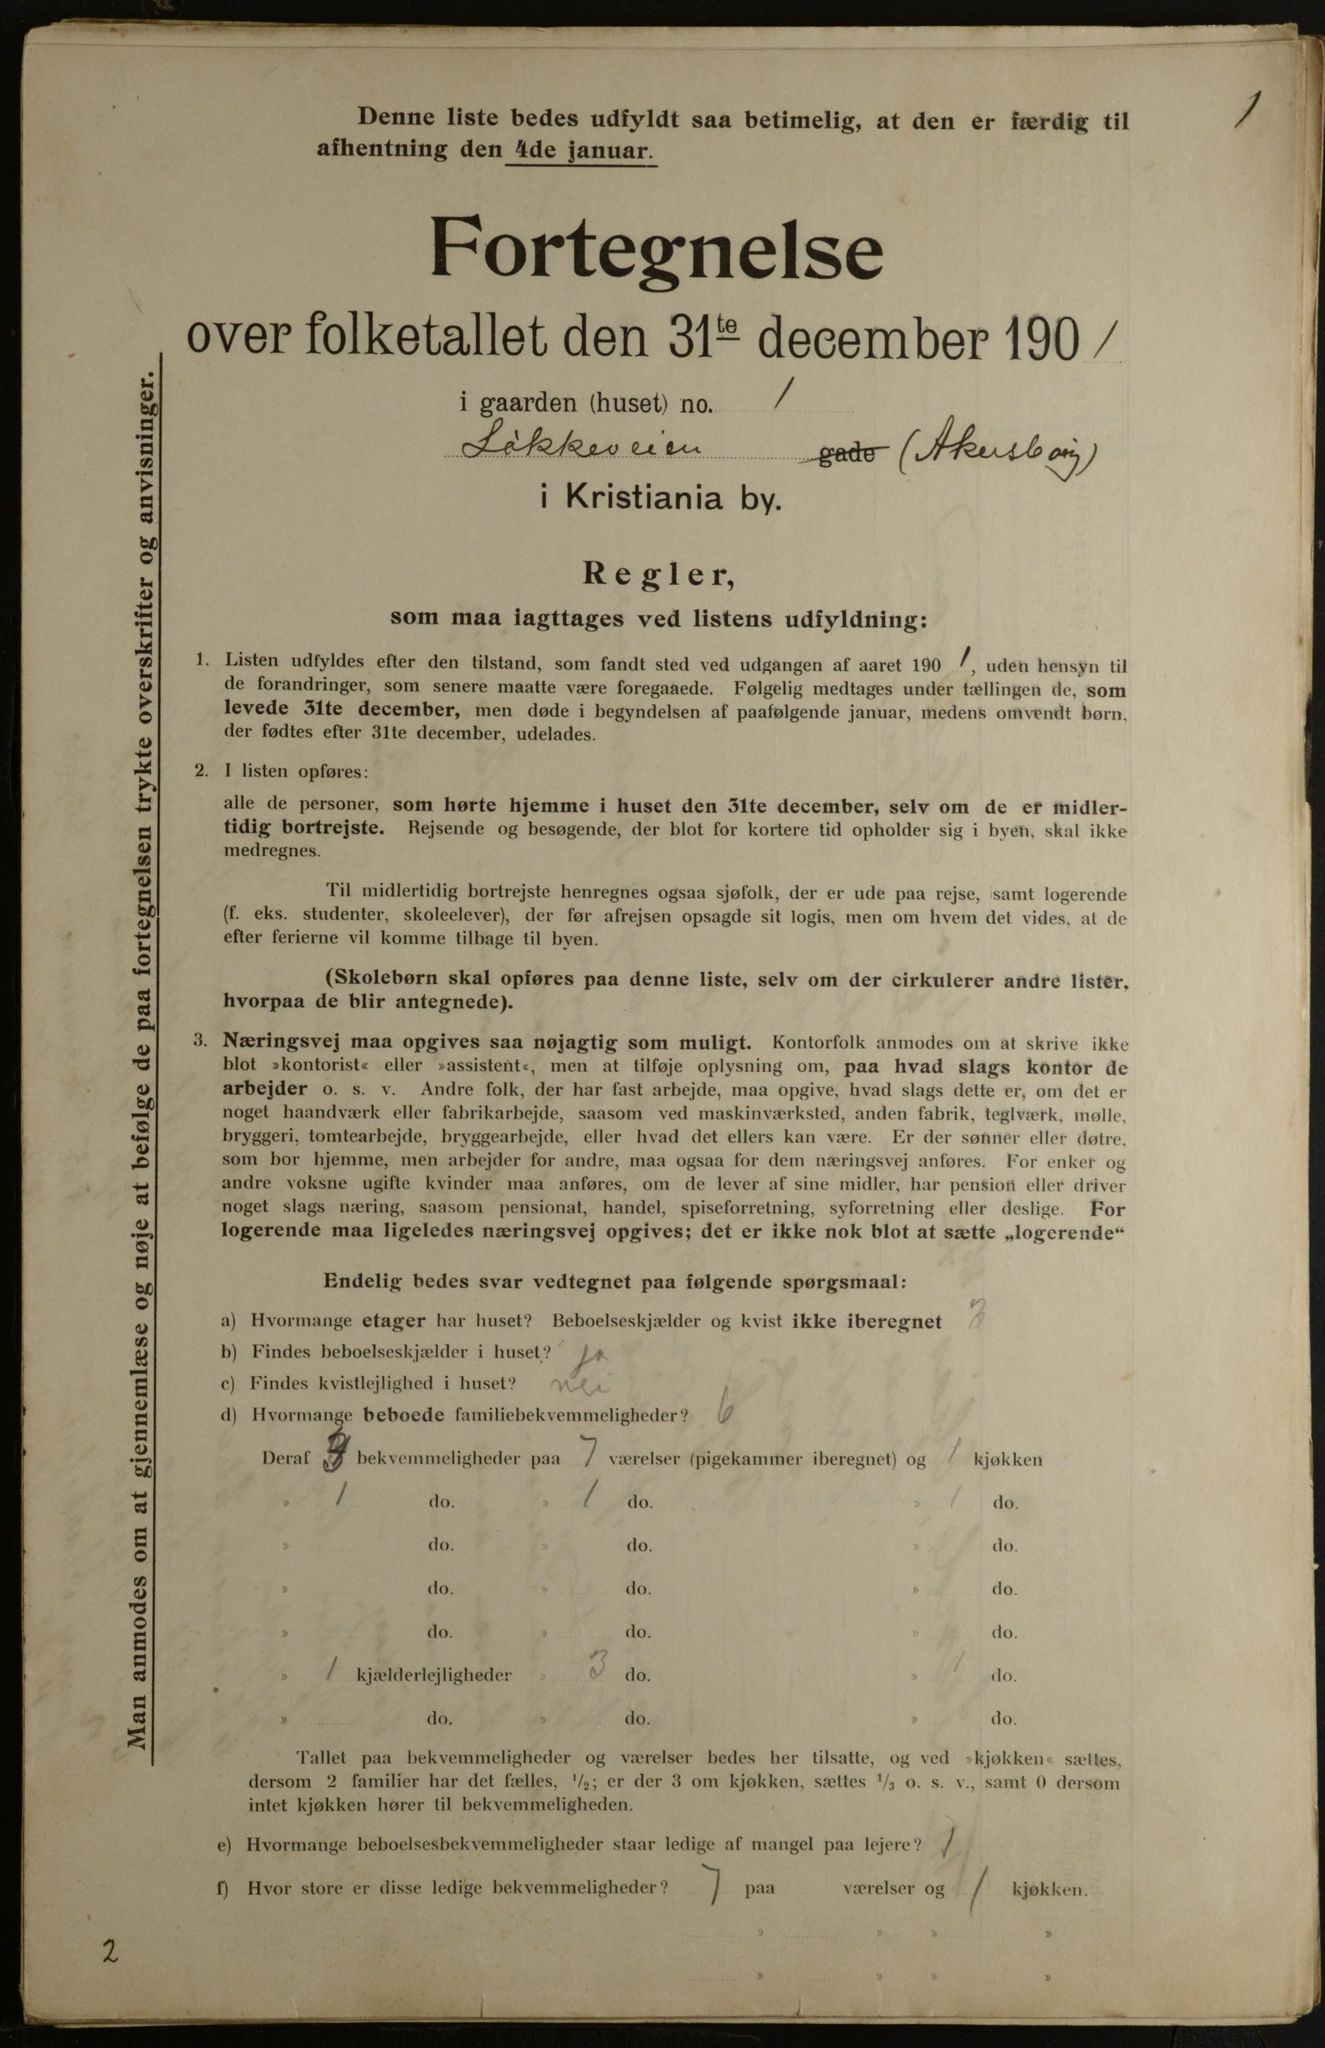 1
Denne liste bedes udfyldt saa betimelig, at den er færdig til
afhentning den 4de januar.
Fortegnelse
over folketallet den 31te december 1901
i gaarden (huset) no. 1
Løkkeveien gade (Akersborg)
i Kristiania by.
Regler,
som maa iagttages ved listens udfyldning:
1. Listen udfyldes efter den tilstand, som fandt sted ved udgangen af aaret 1901, uden hensyn til
de forandringer, som senere maatte være foregaaede. Følgelig medtages under tællingen de, som
levede 31te december, men døde i begyndelsen af paafølgende januar, medens omvendt børn,
der fødtes efter 31te december, udelades.
2. I listen opføres:
alle de personer, som hørte hjemme i huset den 31te december, selv om de er midler-
tidig bortrejste. Rejsende og besøgende, der blot for kortere tid opholder sig i byen, skal ikke
medregnes.
Til midlertidig bortrejste henregnes ogsaa sjøfolk, der er ude paa rejse, samt logerende
(f. eks. studenter, skoleelever), der før afrejsen opsagde sit logis, men om hvem det vides, at de
efter ferierne vil komme tilbage til byen.
(Skolebørn skal opføres paa denne liste, selv om der cirkulerer andre lister,
hvorpaa de blir antegnede).
3. Næringsvej maa opgives saa nøjagtig som muligt. Kontorfolk anmodes om at skrive ikke
blot »kontorist« eller »assistent«, men at tilføje oplysning om, paa hvad slags kontor de
arbejder o. s. v. Andre folk, der har fast arbejde, maa opgive, hvad slags dette er, om det er
noget haandværk eller fabrikarbejde, saasom ved maskinværksted, anden fabrik, teglværk, mølle,
bryggeri, tomtearbejde, bryggearbejde, eller hvad det ellers kan være. Er der sønner eller døtre,
som bor hjemme, men arbejder for andre, maa ogsaa for dem næringsvej anføres. For enker og
andre voksne ugifte kvinder maa anføres, om de lever af sine midler, har pension eller driver
noget slags næring, saasom pensionat, handel, spiseforretning, syforretning eller deslige. For
logerende maa ligeledes næringsvej opgives; det er ikke nok blot at sætte „logerende“
Endelig bedes svar vedtegnet paa følgende spørgsmaal:
a) Hvormange etager har huset? Beboelseskjælder og kvist ikke iberegnet 3
b) Findes beboelseskjælder i huset? ja
c) Findes kvistlejlighed i huset? nei
d) Hvormange beboede familiebekvemmeligheder? 6
Deraf bekvemmeligheder paa 7 værelser (pigekammer iberegnet) og 1 kjøkken
» 1 do. » 1 do. » 1 do.
» do. » do. » do.
» do. » do. » do.
» do. » do. » do.
» 1 kjælderlejligheder » 3 do. » 1 do.
» do. » do. » do.
Tallet paa bekvemmeligheder og værelser bedes her tilsatte, og ved »kjøkken« sættes,
dersom 2 familier har det fælles, 1/2; er der 3 om kjøkken, sættes 1/3 o. s. v., samt 0 dersom
intet kjøkken hører til bekvemmeligheden.
e) Hvormange beboelsesbekvemmeligheder staar ledige af mangel paa lejere? 1
f) Hvor store er disse ledige bekvemmeligheder? 7 paa værelser og 1 kjøkken.
» » » »
» » » »
2
Man anmodes om at gjennemlæse og nøje at befølge de paa fortegnelsen trykte overskrifter og anvisninger.